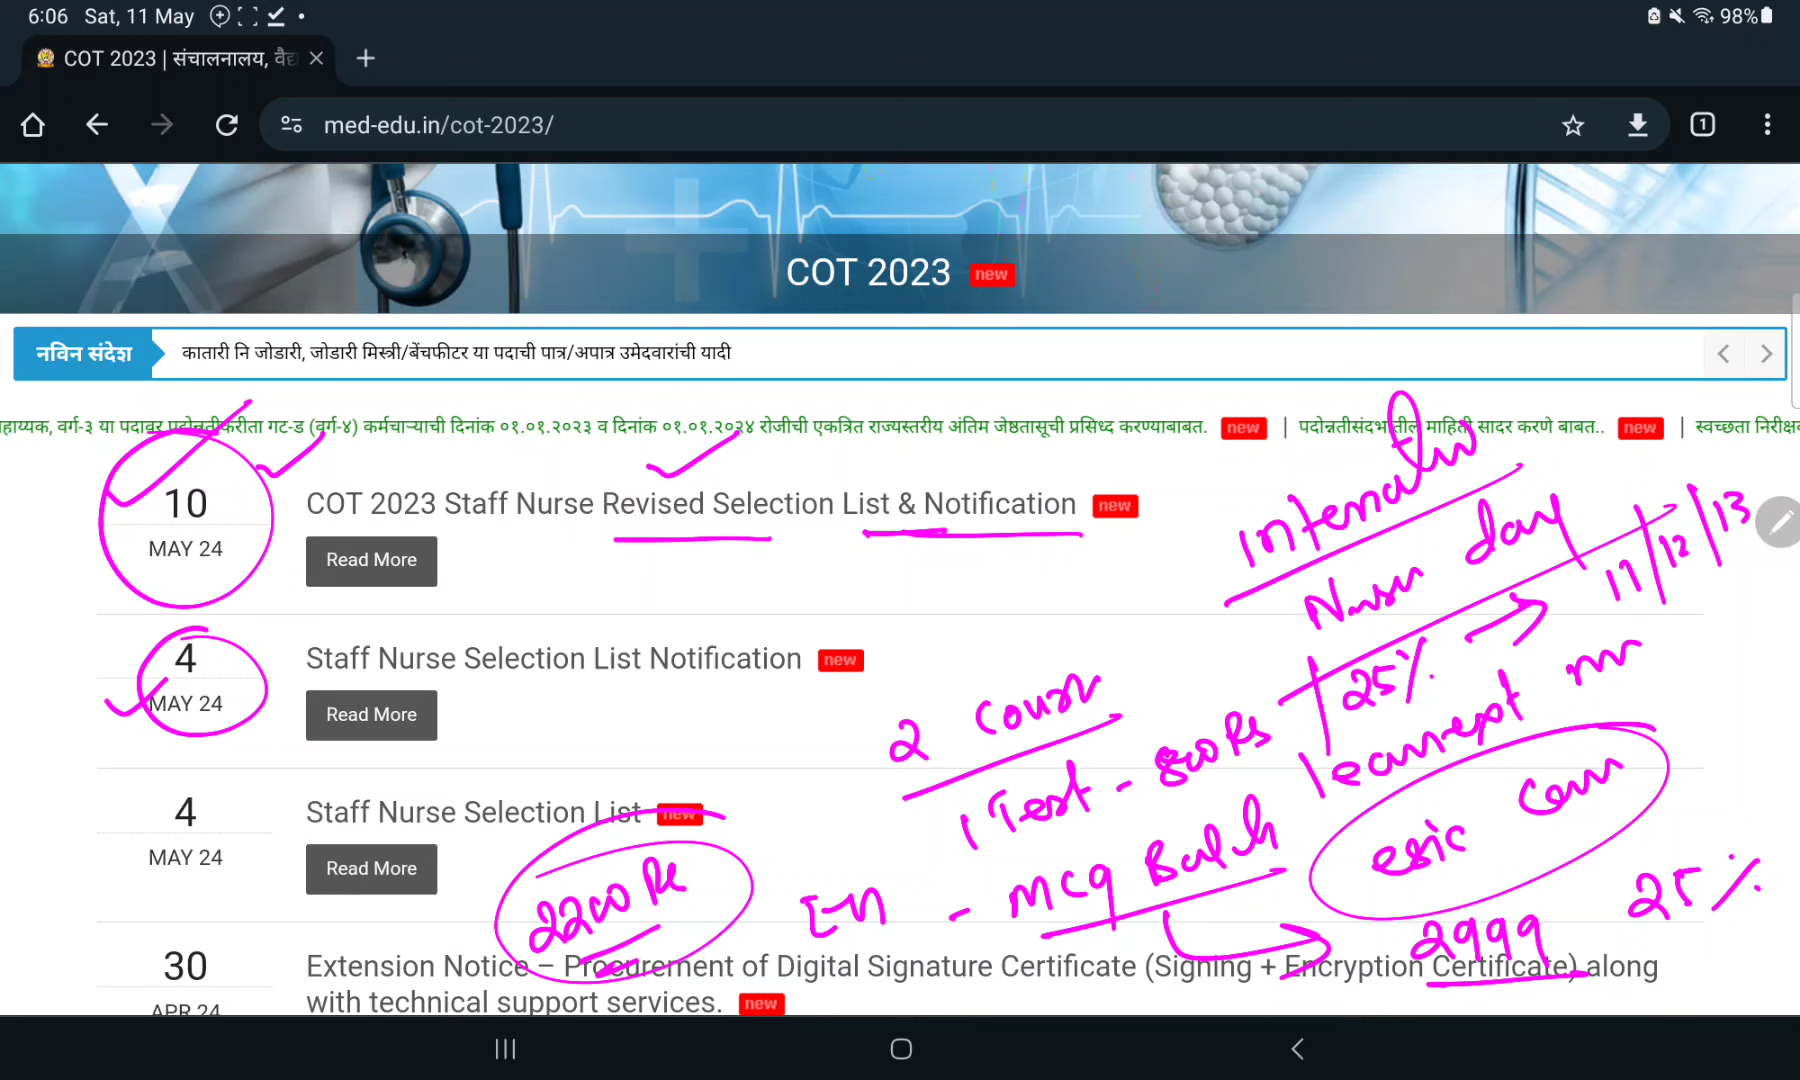 6:06 Sat, 11 May
98%
COT 2023 | संचालनालय, वैद्य
med-edu.in/cot-2023/
1
COT 2023 new
नविन संदेश
कातारी नि जोडारी, जोडारी मिस्त्री/बेंचफीटर या पदाची पात्र/अपात्र उमेदवारांची यादी
हाय्यक, वर्ग-३ या पदावर पदोन्नतीकरीता गट-ड (वर्ग-४) कर्मचाऱ्याची दिनांक ०१.०१.२०२३ व दिनांक ०१.०१.२०२४ रोजीची एकत्रित राज्यस्तरीय अंतिम जेष्ठतासूची प्रसिध्द करण्याबाबत. new | पदोन्नतीसंदर्भातील माहिती सादर करणे बाबत.. new | स्वच्छता निरीक्षक
10
MAY 24
COT 2023 Staff Nurse Revised Selection List & Notification new
Read More
day
11/12/13
4
MAY 24
Staff Nurse Selection List Notification new
Read More
25%
2
1 Test - 800 Rs
learnext
4
MAY 24
Staff Nurse Selection List new
Read More
2200 Rs
- mcq Batch
esic
2999
25%
30
APR 24
Extension Notice – Procurement of Digital Signature Certificate (Signing + Encryption Certificate) along
with technical support services. new